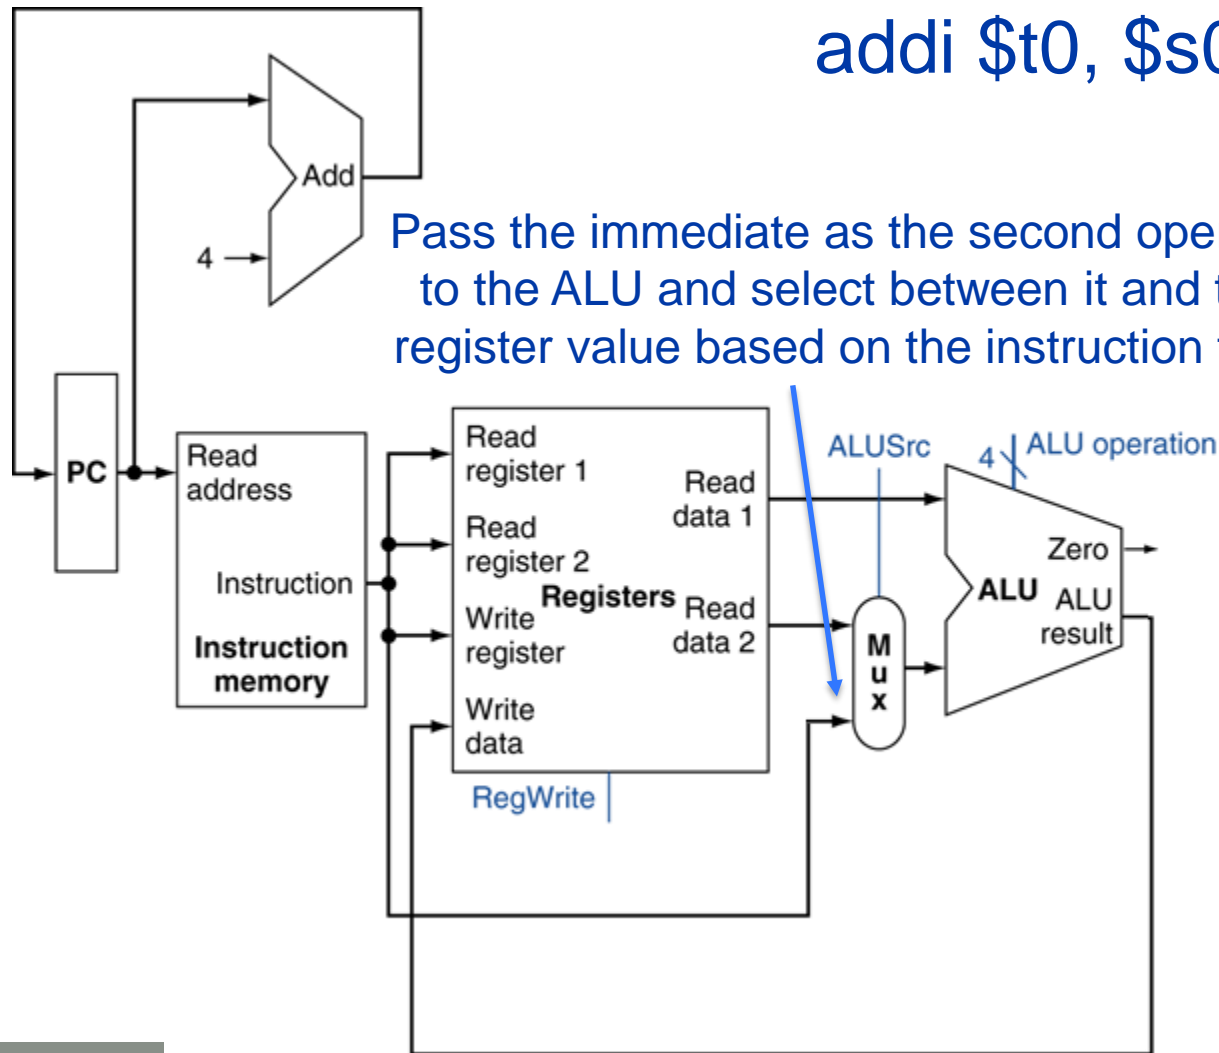 addi $t0, $s0
Add
4
Pass the immediate as the second ope
to the ALU and select between it and t
register value based on the instruction
PC
Read
address
Instruction
Instruction
memory
Read
register 1
Read
register 2
Write
register
Write
data
Registers
Read
data 1
Read
data 2
RegWrite
ALUSrc
M
u
x
4
ALU operation
Zero
ALU
ALU
result